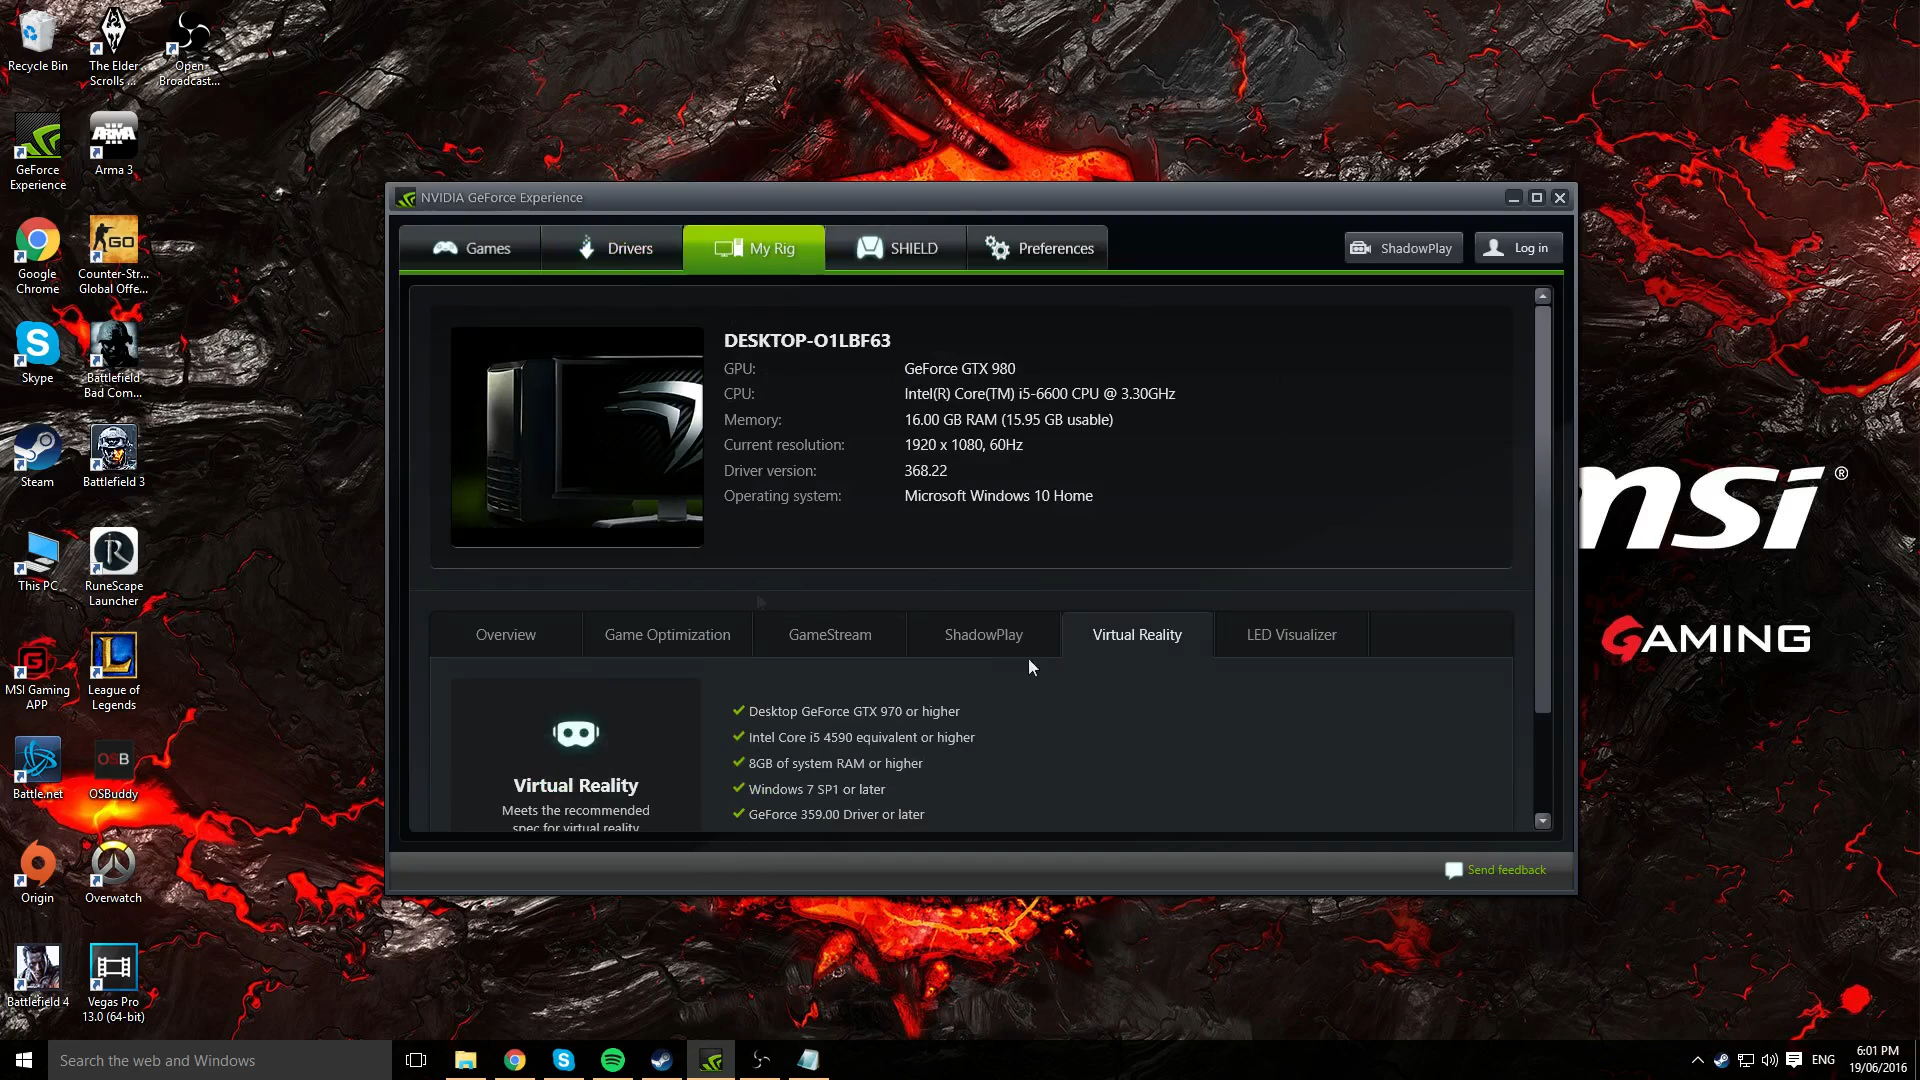 Recycle Bin
The Elder
Scrolls ...
Open
Broadcast...
GeForce
Experience
ARMA
Arma 3
Google
Chrome
GO
Counter-Str...
Global Offe...
Skype
Battlefield
Bad Com...
Steam
Battlefield 3
This PC
RuneScape
Launcher
MSI Gaming
APP
League of
Legends
Battle.net
OSB
OSBuddy
Origin
Overwatch
Battlefield 4
Vegas Pro
13.0 (64-bit)
NVIDIA GeForce Experience
Games
Drivers
My Rig
SHIELD
Preferences
ShadowPlay
Log in
DESKTOP-O1LBF63
GPU: GeForce GTX 980
CPU: Intel(R) Core(TM) i5-6600 CPU @ 3.30GHz
Memory: 16.00 GB RAM (15.95 GB usable)
Current resolution: 1920 x 1080, 60Hz
Driver version: 368.22
Operating system: Microsoft Windows 10 Home
Overview
Game Optimization
GameStream
ShadowPlay
Virtual Reality
LED Visualizer
Virtual Reality
Meets the recommended
spec for virtual reality
Desktop GeForce GTX 970 or higher
Intel Core i5 4590 equivalent or higher
8GB of system RAM or higher
Windows 7 SP1 or later
GeForce 359.00 Driver or later
Send feedback
msi ®
GAMING
Search the web and Windows
ENG
6:01 PM
19/06/2016